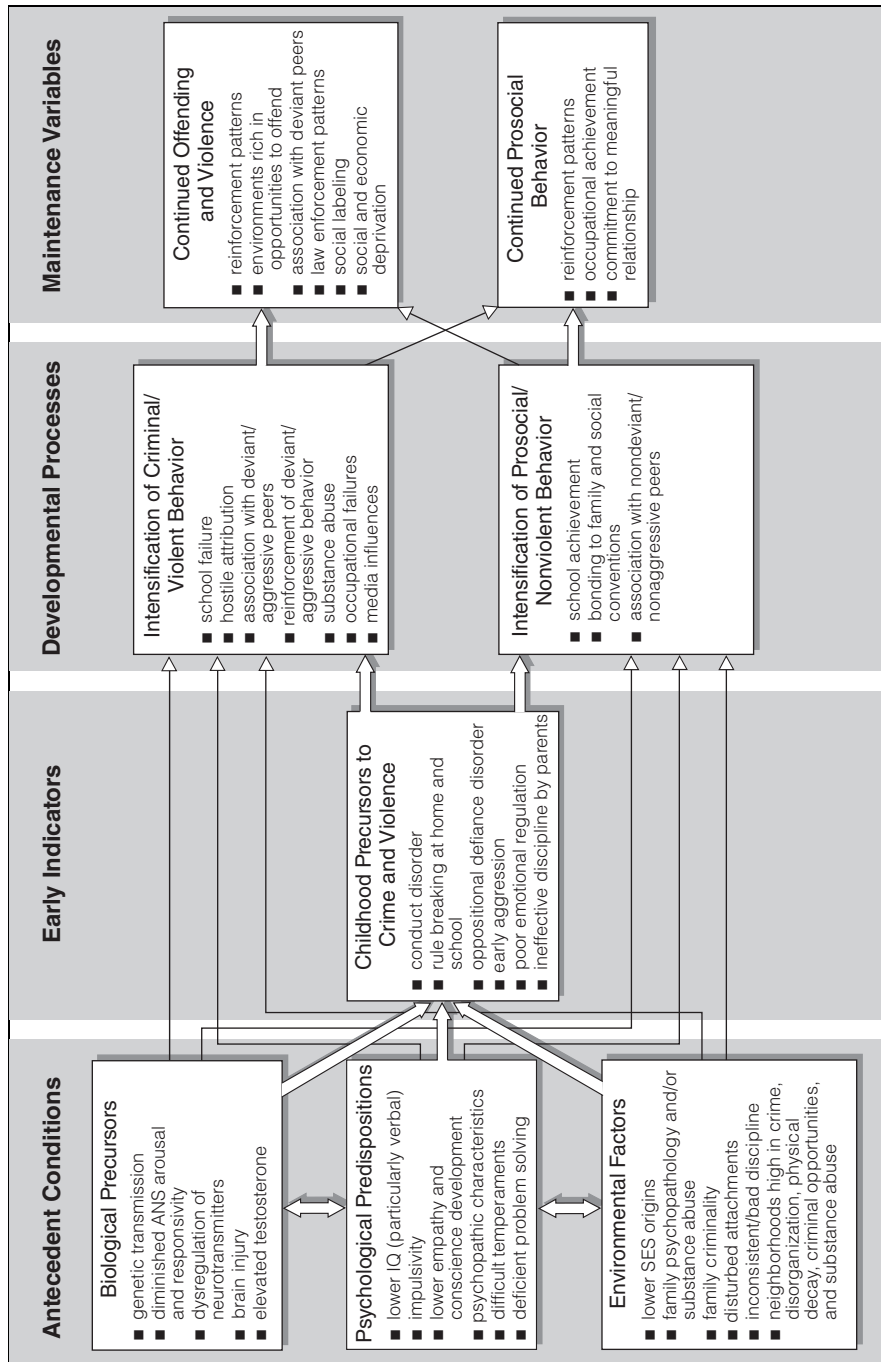 Antecedent Conditions
Biological Precursors
■ genetic transmission
■ diminished ANS arousal
and responsivity
■ dysregulation of
neurotransmitters
■ brain injury
■ elevated testosterone
Psychological Predispositions
■ lower IQ (particularly verbal)
■ impulsivity
■ lower empathy and
conscience development
■ psychopathic characteristics
■ difficult temperaments
■ deficient problem solving
Environmental Factors
■ lower SES origins
■ family psychopathology and/or
substance abuse
■ family criminality
■ disturbed attachments
■ inconsistent/bad discipline
■ neighborhoods high in crime,
disorganization, physical
decay, criminal opportunities,
and substance abuse
Early Indicators
Childhood Precursors to
Crime and Violence
■ conduct disorder
■ rule breaking at home and
school
■ oppositional defiance disorder
■ early aggression
■ poor emotional regulation
■ ineffective discipline by parents
Developmental Processes
Intensification of Criminal/
Violent Behavior
■ school failure
■ hostile attribution
■ association with deviant/
aggressive peers
■ reinforcement of deviant/
aggressive behavior
■ substance abuse
■ occupational failures
■ media influences
Intensification of Prosocial/
Nonviolent Behavior
■ school achievement
■ bonding to family and social
conventions
■ association with nondeviant/
nonaggressive peers
Maintenance Variables
Continued Offending
and Violence
■ reinforcement patterns
■ environments rich in
opportunities to offend
■ association with deviant peers
■ law enforcement patterns
■ social labeling
■ social and economic
deprivation
Continued Prosocial
Behavior
■ reinforcement patterns
■ occupational achievement
■ commitment to meaningful
relationship